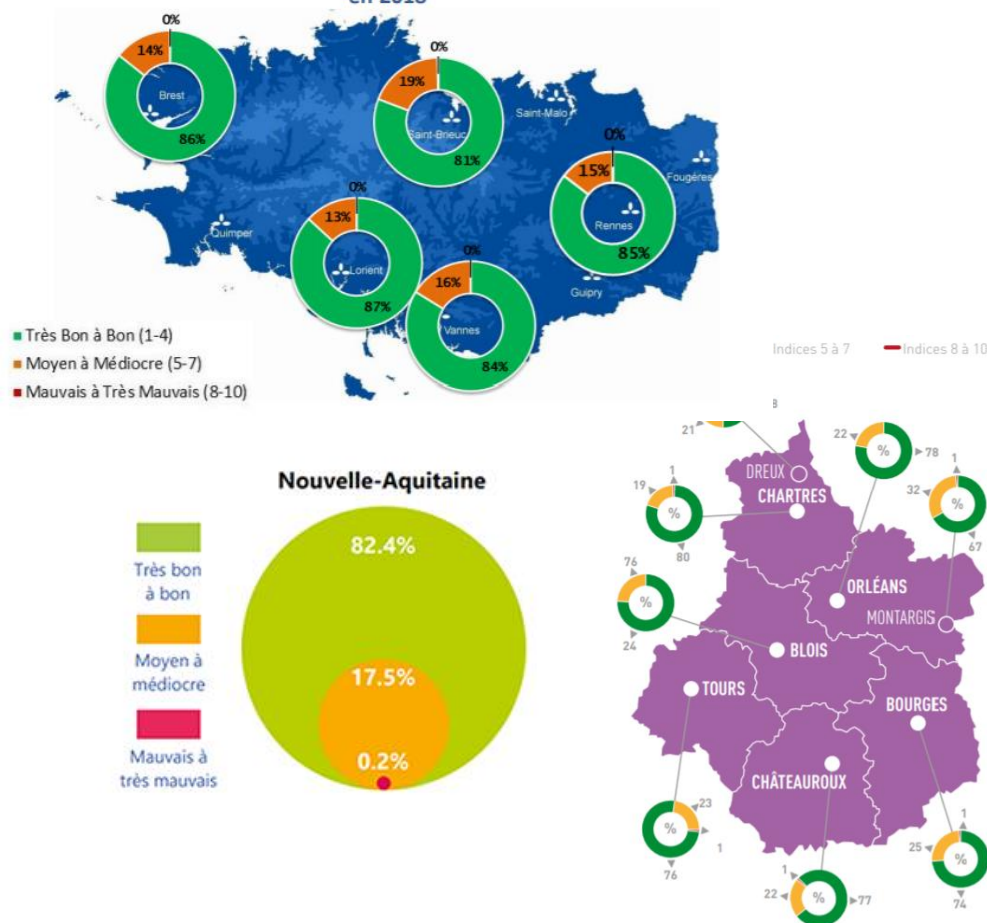 en 2018
0%
14%
Brest
86%
0%
19%
Saint-Brieuc
81%
Saint-Malo
0%
15%
Rennes
85%
Fougères
Quimper
0%
13%
Lorient
87%
0%
16%
Vannes
84%
Guipry
Très Bon à Bon (1-4)
Moyen à Médiocre (5-7)
Mauvais à Très Mauvais (8-10)
Indices 5 à 7
Indices 8 à 10
Nouvelle-Aquitaine
82.4%
17.5%
0.2%
Très bon
à bon
Moyen à
médiocre
Mauvais à
très mauvais
21
DREUX
CHARTRES
22
%
78
1
19
%
80
1
32
%
67
76
%
24
ORLÉANS
MONTARGIS
BLOIS
TOURS
BOURGES
CHÂTEAUROUX
23
%
1
76
1
22
%
77
1
25
%
74